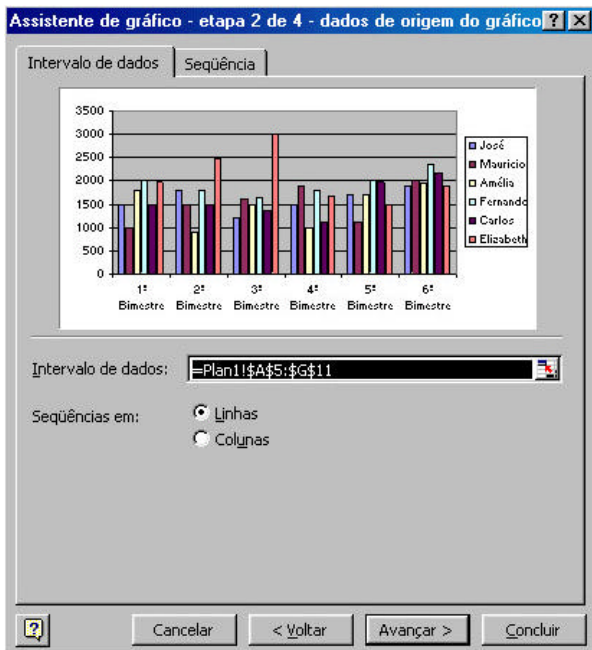 Assistente de gráfico - etapa 2 de 4 - dados de origem do gráfico
Intervalo de dados
Seqüência
3500
3000
2500
2000
1500
1000
500
0
1º Bimestre
2º Bimestre
3º Bimestre
4º Bimestre
5º Bimestre
6º Bimestre
José
Mauricio
Amélia
Fernando
Carlos
Elizabeth
Intervalo de dados: =Plan1!$A$5:$G$11
Seqüências em:
Linhas
Colunas
Cancelar
< Voltar
Avançar >
Concluir